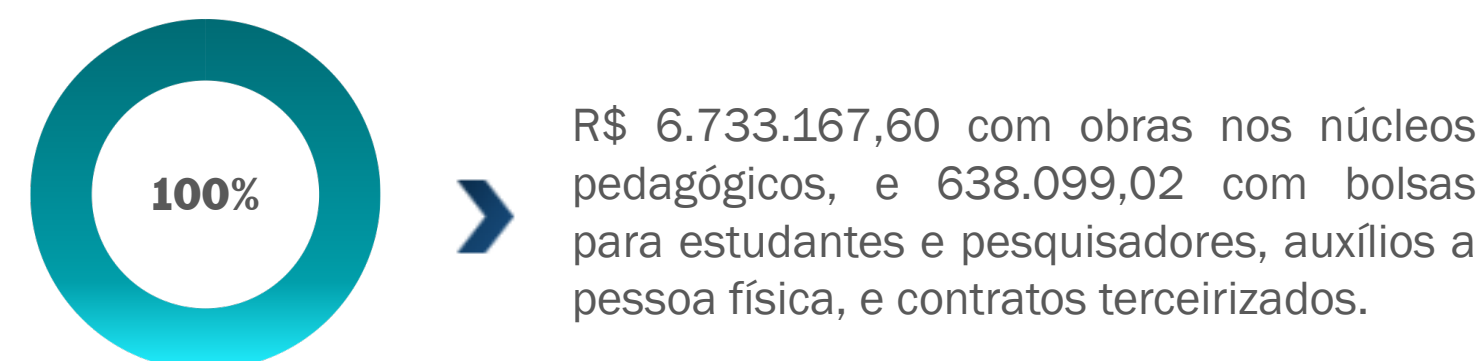 100%
R$ 6.733.167,60 com obras nos núcleos
pedagógicos, e 638.099,02 com bolsas
para estudantes e pesquisadores, auxílios a
pessoa física, e contratos terceirizados.